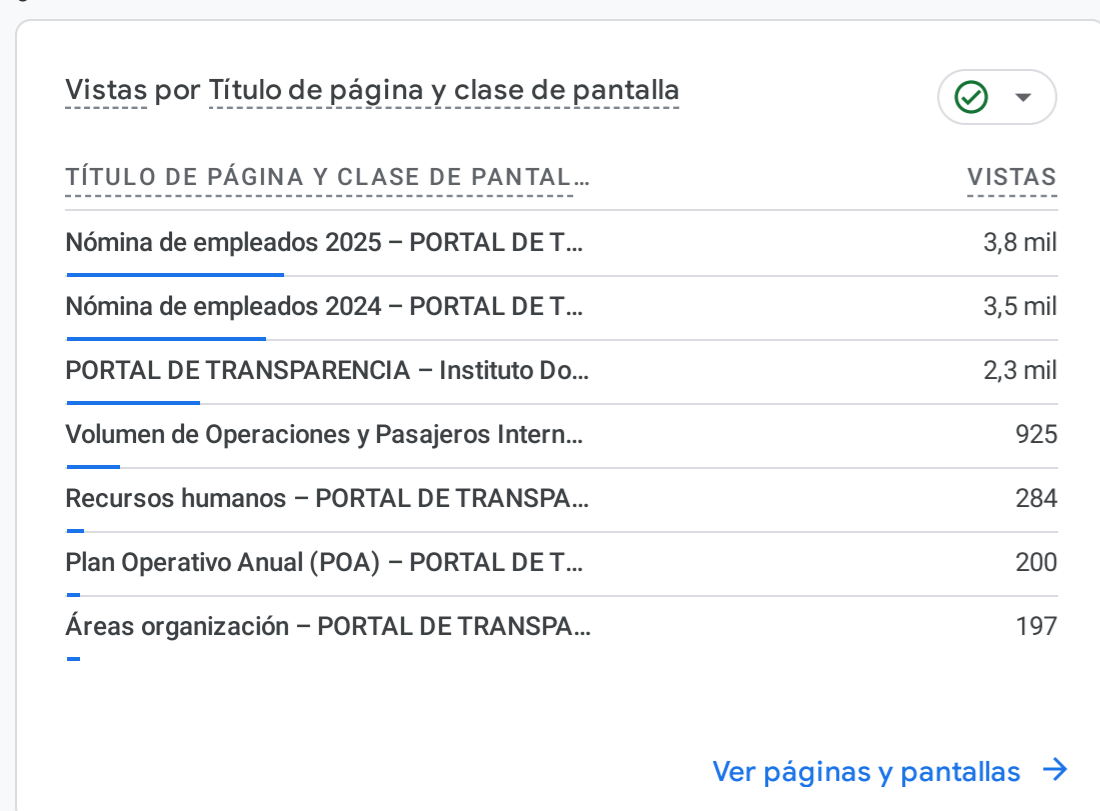 Vistas por Título de página y clase de pantalla
TÍTULO DE PÁGINA Y CLASE DE PANTAL... VISTAS
Nómina de empleados 2025 – PORTAL DE T... 3,8 mil
Nómina de empleados 2024 – PORTAL DE T... 3,5 mil
PORTAL DE TRANSPARENCIA – Instituto Do... 2,3 mil
Volumen de Operaciones y Pasajeros Intern... 925
Recursos humanos – PORTAL DE TRANSPA... 284
Plan Operativo Anual (POA) – PORTAL DE T... 200
Áreas organización – PORTAL DE TRANSPA... 197
Ver páginas y pantallas